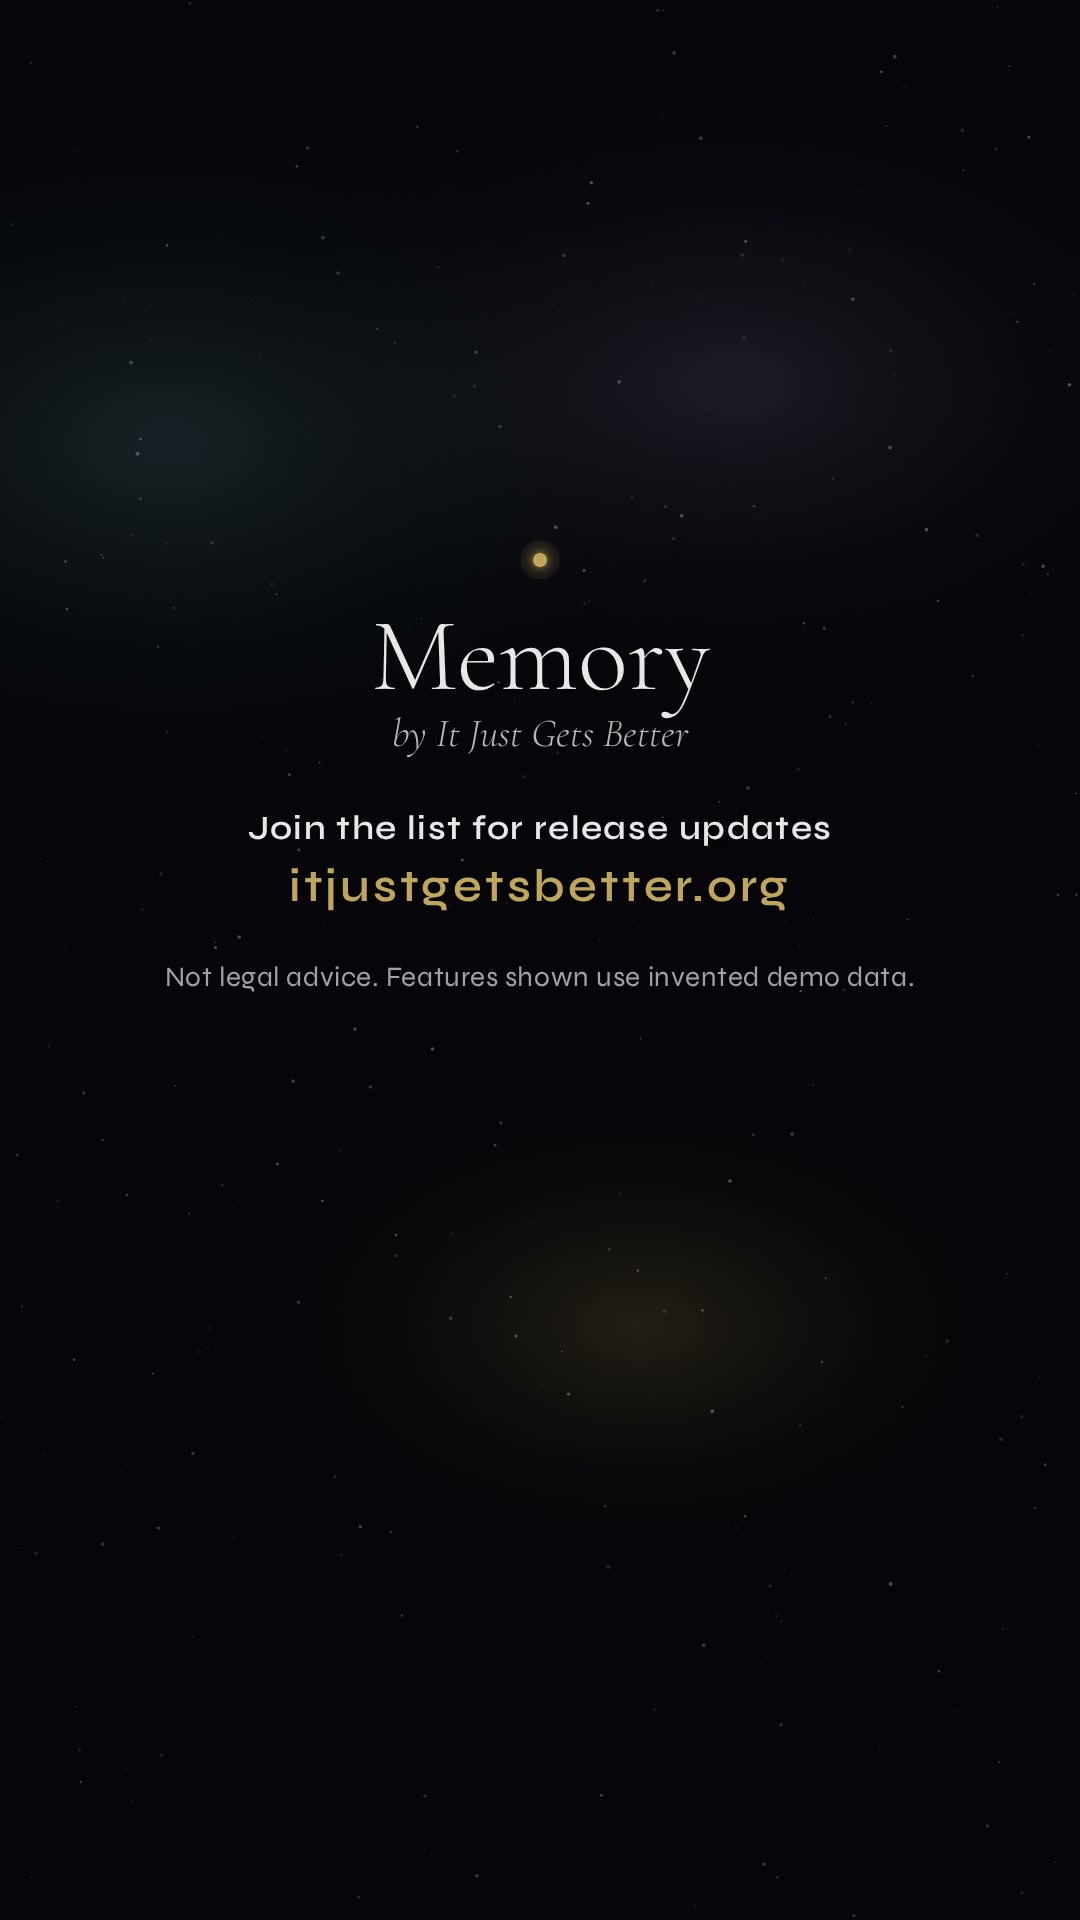 Memory
by It Just Gets Better
Join the list for release updates
itjustgetsbetter.org
Not legal advice. Features shown use invented demo data.